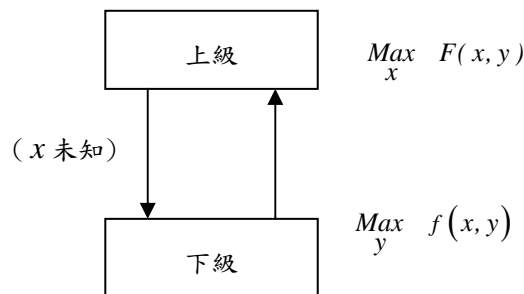 上級
Max F( x, y )
x
( x 未知)
Max f(x, y)
y
下級